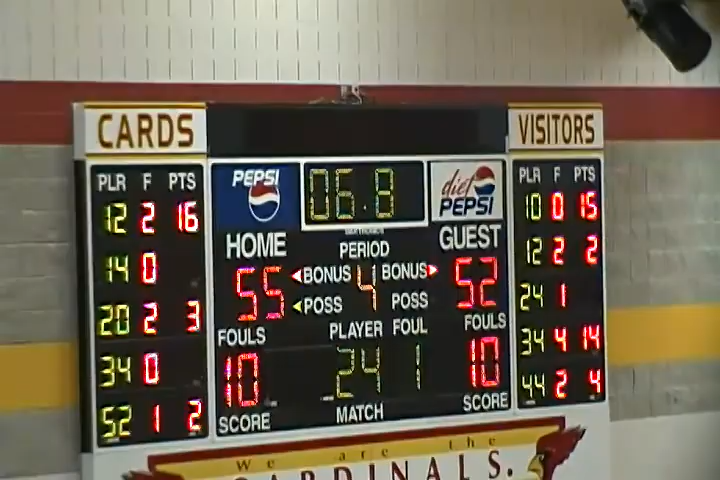 CARDS
VISITORS
PLR F PTS
12 2 16
14 0
20 2 3
34 0
52 1 2
PEPSI
06.8
diet PEPSI
HOME
PERIOD
GUEST
55
BONUS
4
BONUS
52
POSS
POSS
FOULS
PLAYER FOUL
FOULS
10
24 1
10
SCORE
MATCH
SCORE
PLR F PTS
10 0 15
12 2 2
24 1
34 4 14
44 2 4
We are the
CARDINALS.